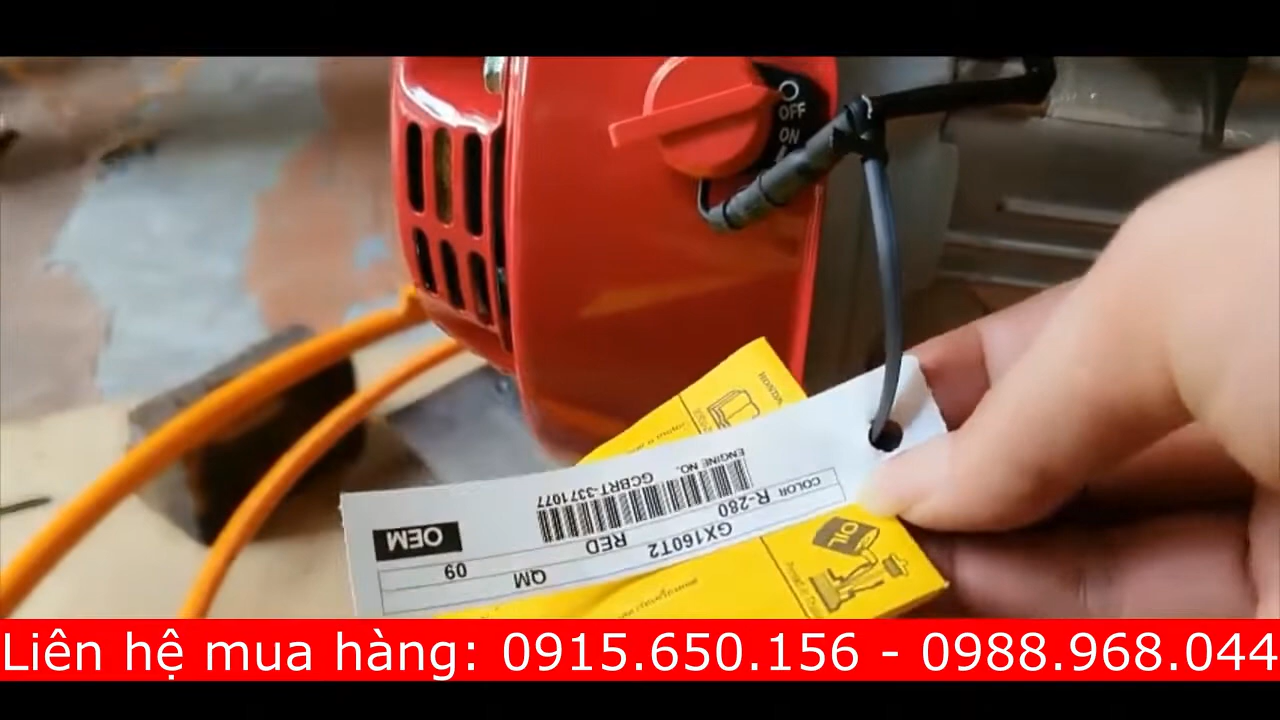 OFF
ON
GX160T2 QM 09
COLOR R-280 RED OEM
ENGINE NO. GCBRT-3371077
OIL
Liên hệ mua hàng: 0915.650.156 - 0988.968.044